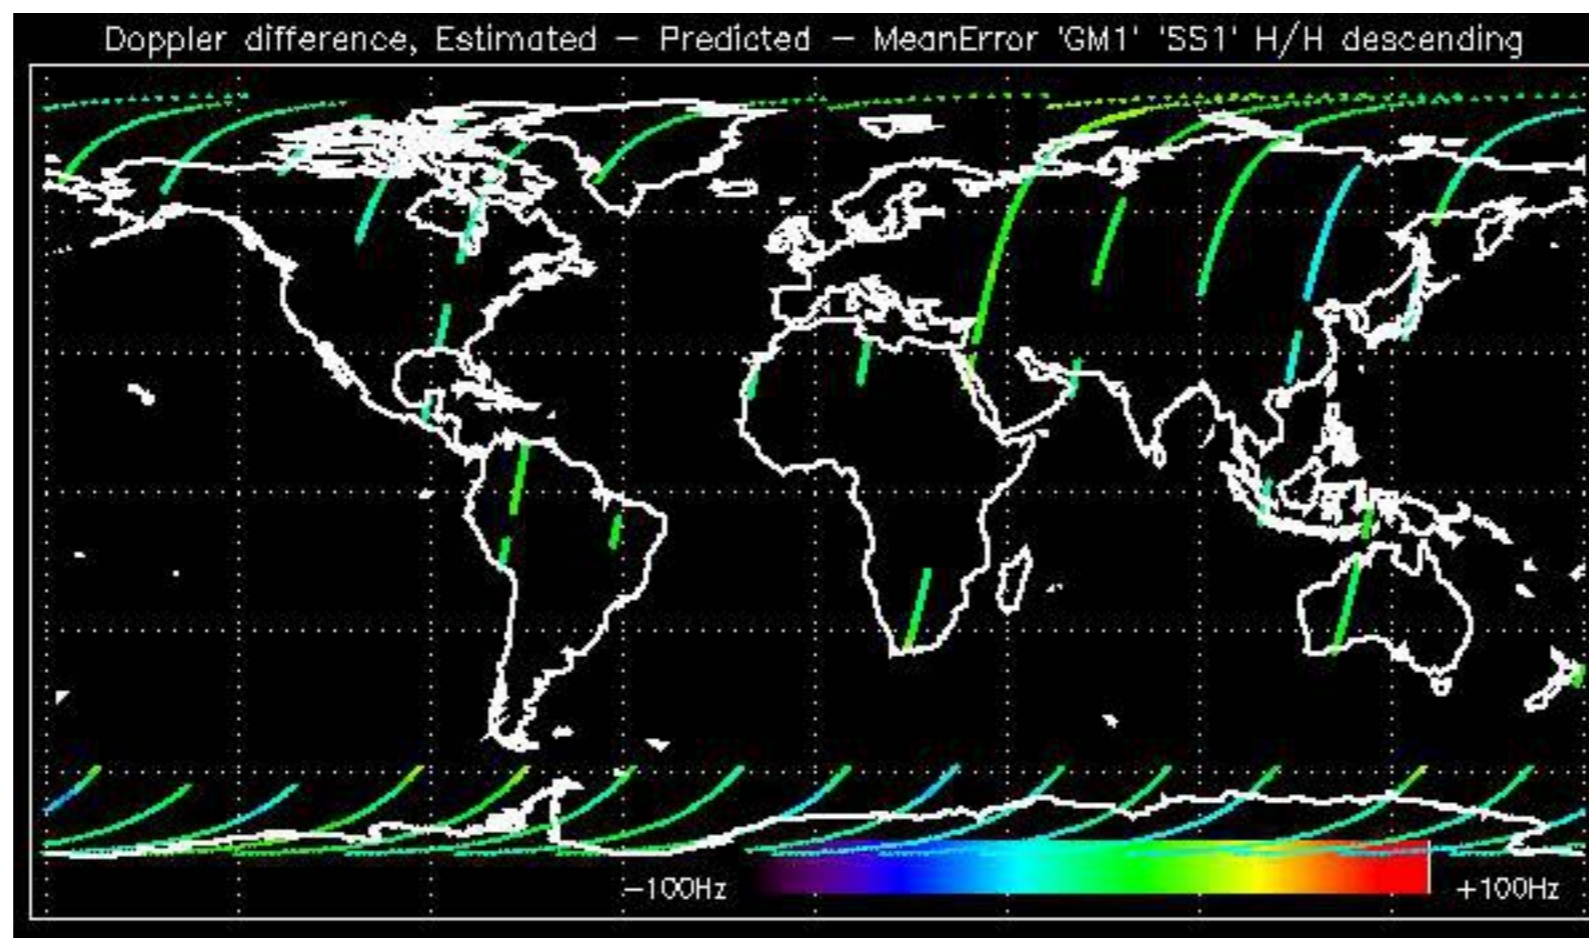 Doppler difference, Estimated – Predicted – MeanError 'GM1' 'SS1' H/H descending
–100Hz +100Hz